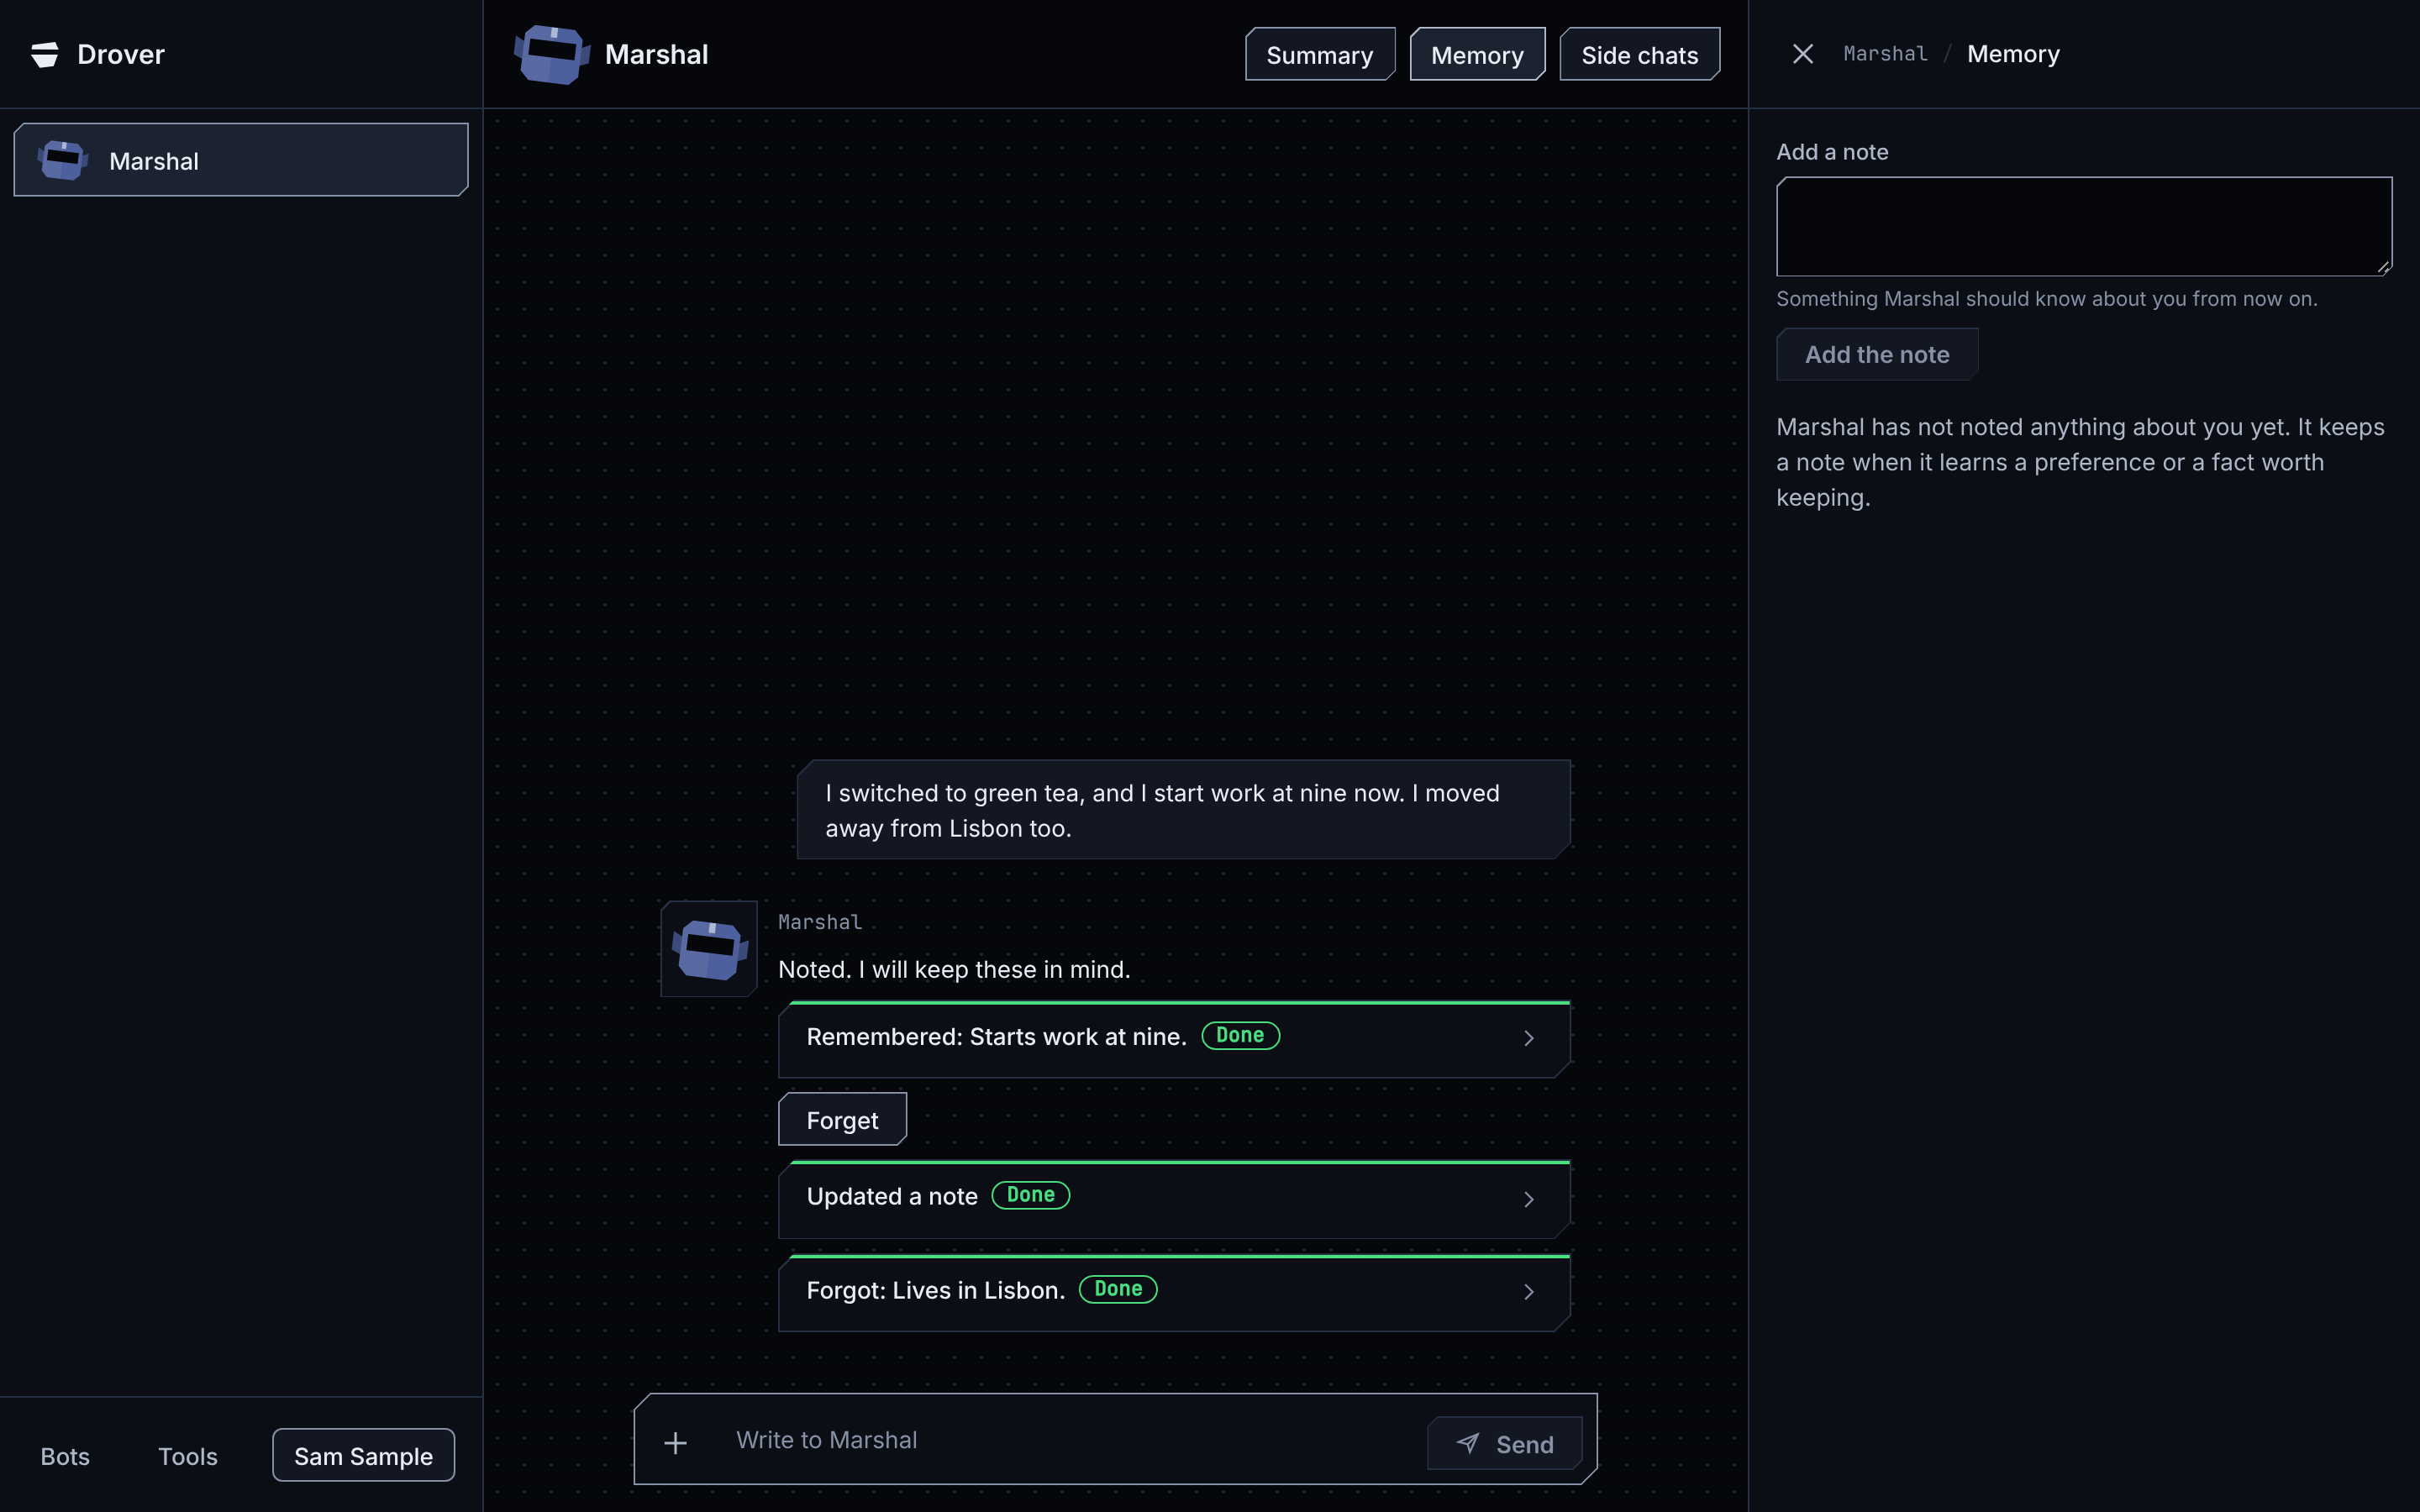 Drover
Marshal
Marshal
Summary
Memory
Side chats
Marshal / Memory
Add a note
Something Marshal should know about you from now on.
Add the note
Marshal has not noted anything about you yet. It keeps
a note when it learns a preference or a fact worth
keeping.
I switched to green tea, and I start work at nine now. I moved
away from Lisbon too.
Marshal
Noted. I will keep these in mind.
Remembered: Starts work at nine. Done
Forget
Updated a note Done
Forgot: Lives in Lisbon. Done
Write to Marshal
Send
Bots
Tools
Sam Sample